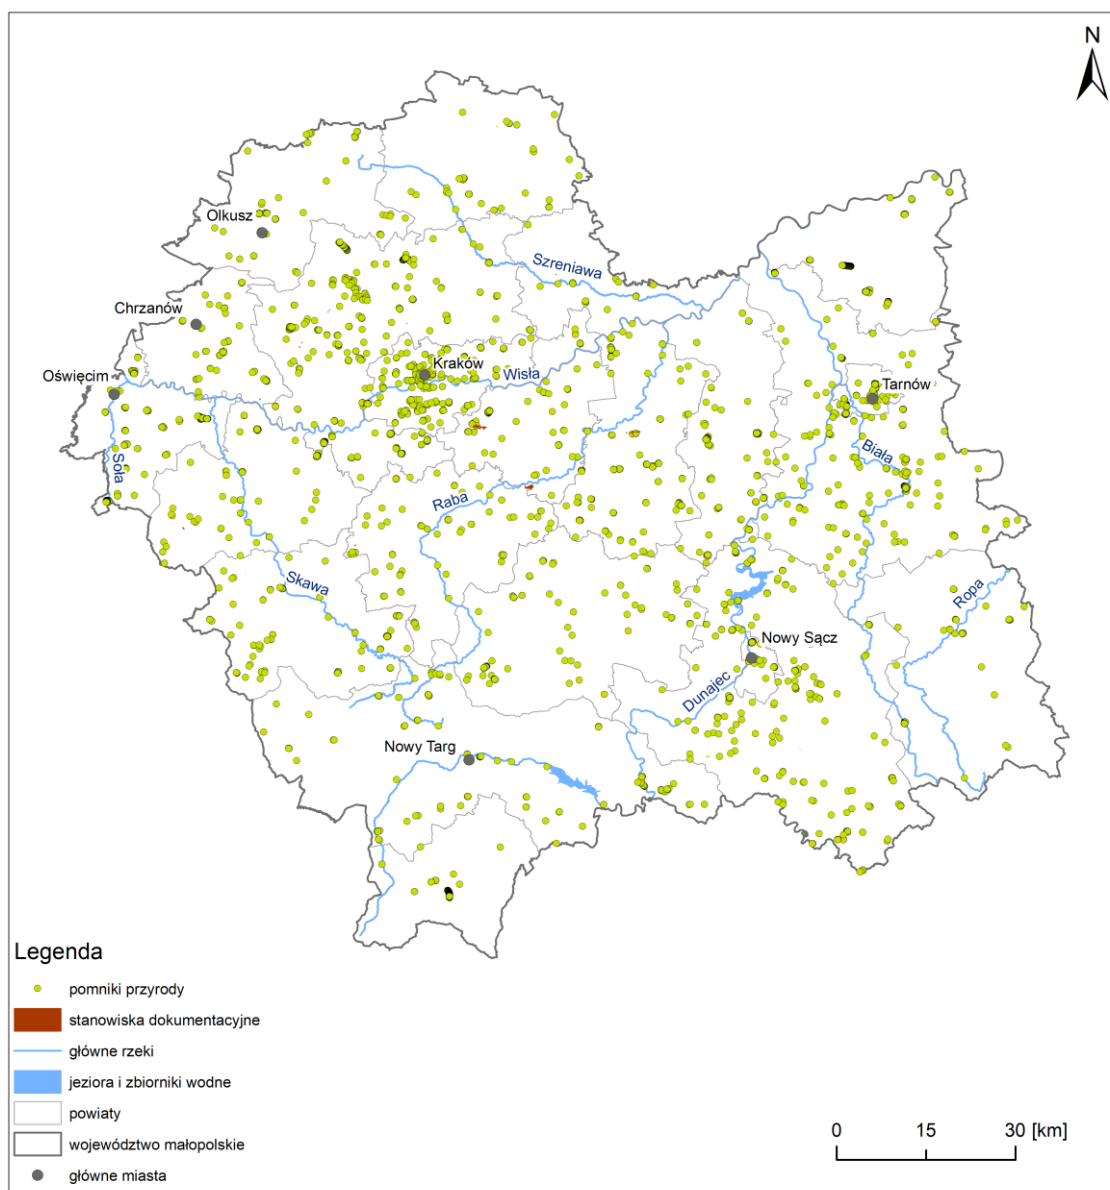 N
Olkusz
Szreniawa
Chrzanów
Oświęcim
Kraków
Wisła
Tarnów
Biała
Soła
Raba
Skawa
Ropa
Nowy Sącz
Dunajec
Nowy Targ
Legenda
pomniki przyrody
stanowiska dokumentacyjne
główne rzeki
jeziora i zbiorniki wodne
powiaty
województwo małopolskie
główne miasta
0 15 30 [km]